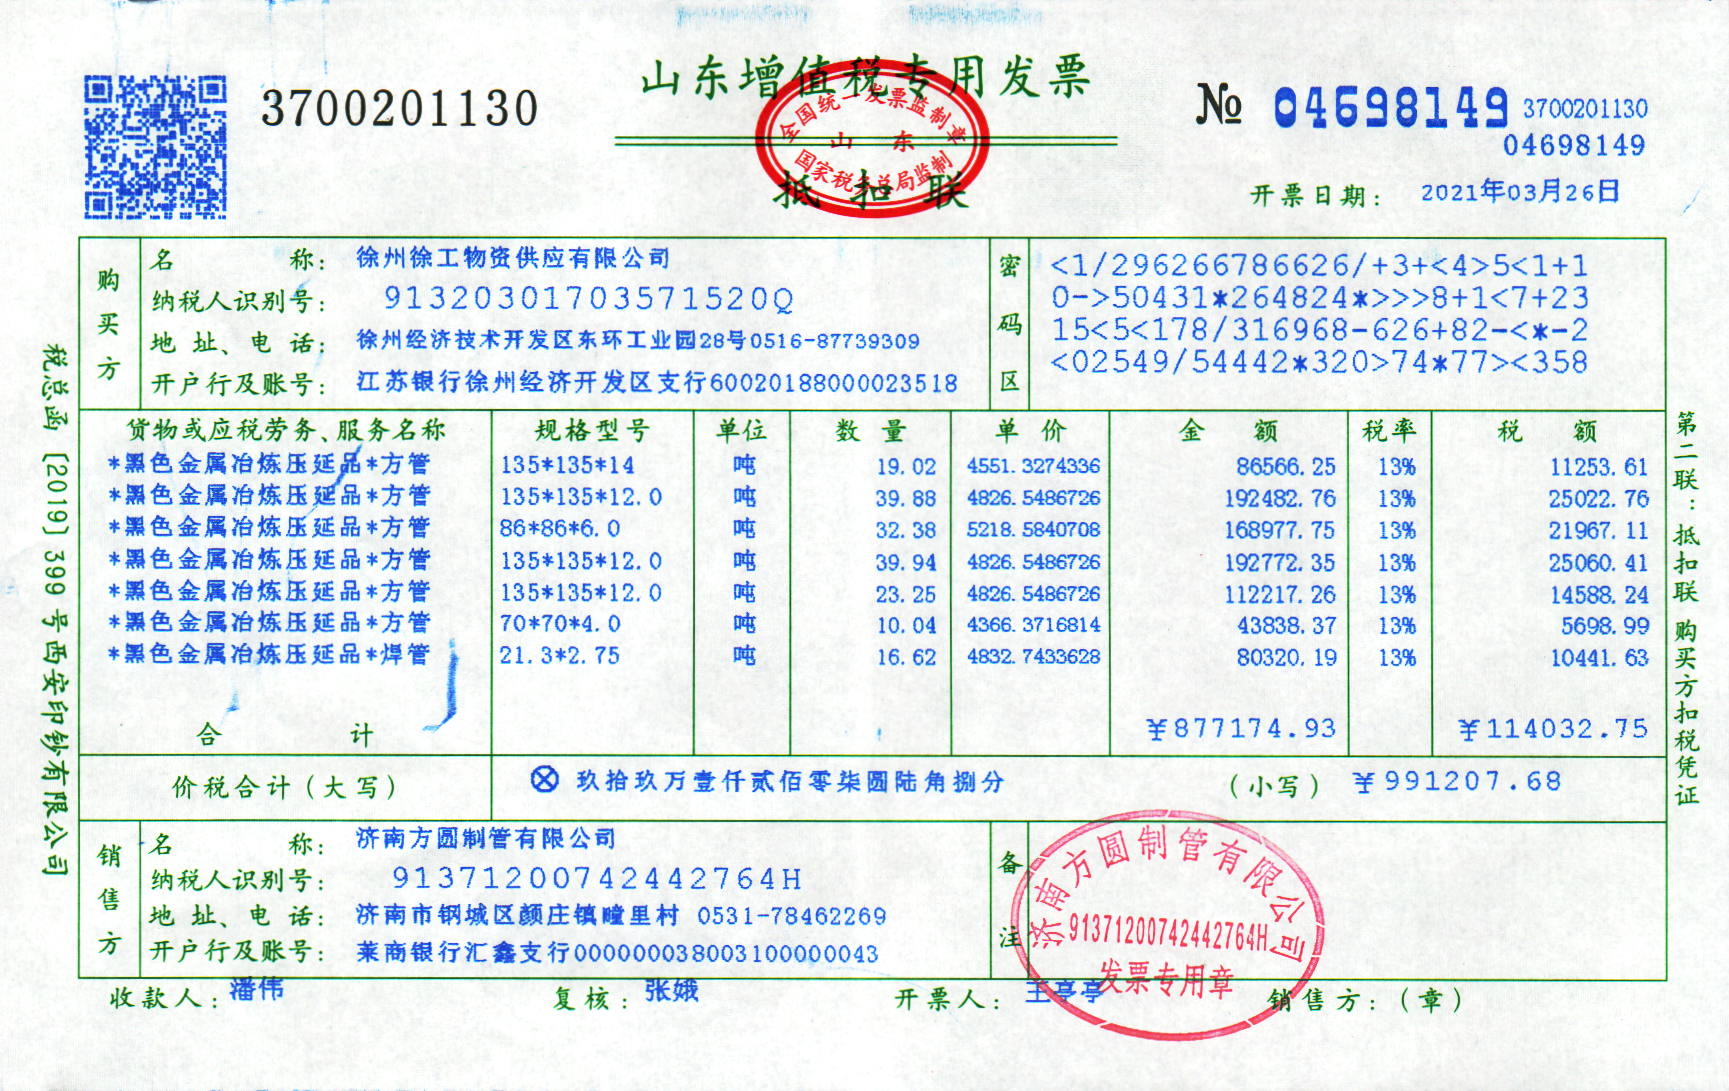 山东增值税专用发票
3700201130
№ 04698149
3700201130
04698149
全国统一发票监制章
山东
国家税务总局监制
抵扣联
开票日期: 2021年03月26日
购买方
名称: 徐州徐工物资供应有限公司
纳税人识别号: 91320301703571520Q
地址、电话: 徐州经济技术开发区东环工业园28号0516-87739309
开户行及账号: 江苏银行徐州经济开发区支行60020188000023518
密码区
<1/296266786626/+3+<4>5<1+1
0->50431*264824*>>>8+1<7+23
15<5<178/316968-626+82-<*-2
<02549/54442*320>74*77><358
货物或应税劳务、服务名称 规格型号 单位 数量 单价 金额 税率 税额
*黑色金属冶炼压延品*方管 135*135*14 吨 19.02 4551.3274336 86566.25 13% 11253.61
*黑色金属冶炼压延品*方管 135*135*12.0 吨 39.88 4826.5486726 192482.76 13% 25022.76
*黑色金属冶炼压延品*方管 86*86*6.0 吨 32.38 5218.5840708 168977.75 13% 21967.11
*黑色金属冶炼压延品*方管 135*135*12.0 吨 39.94 4826.5486726 192772.35 13% 25060.41
*黑色金属冶炼压延品*方管 135*135*12.0 吨 23.25 4826.5486726 112217.26 13% 14588.24
*黑色金属冶炼压延品*方管 70*70*4.0 吨 10.04 4366.3716814 43838.37 13% 5698.99
*黑色金属冶炼压延品*焊管 21.3*2.75 吨 16.62 4832.7433628 80320.19 13% 10441.63
合计 ¥877174.93 ¥114032.75
价税合计(大写) ⊗玖拾玖万壹仟贰佰零柒圆陆角捌分 (小写) ¥991207.68
销售方
名称: 济南方圆制管有限公司
纳税人识别号: 91371200742442764H
地址、电话: 济南市钢城区颜庄镇疃里村 0531-78462269
开户行及账号: 莱商银行汇鑫支行0000000380031000000​43
备注
济南方圆制管有限公司
91371200742442764H
发票专用章
收款人: 潘伟 复核: 张娥 开票人: 王亭亭 销售方:(章)
税总函〔2019〕399号西安印钞有限公司
第二联:抵扣联 购买方扣税凭证